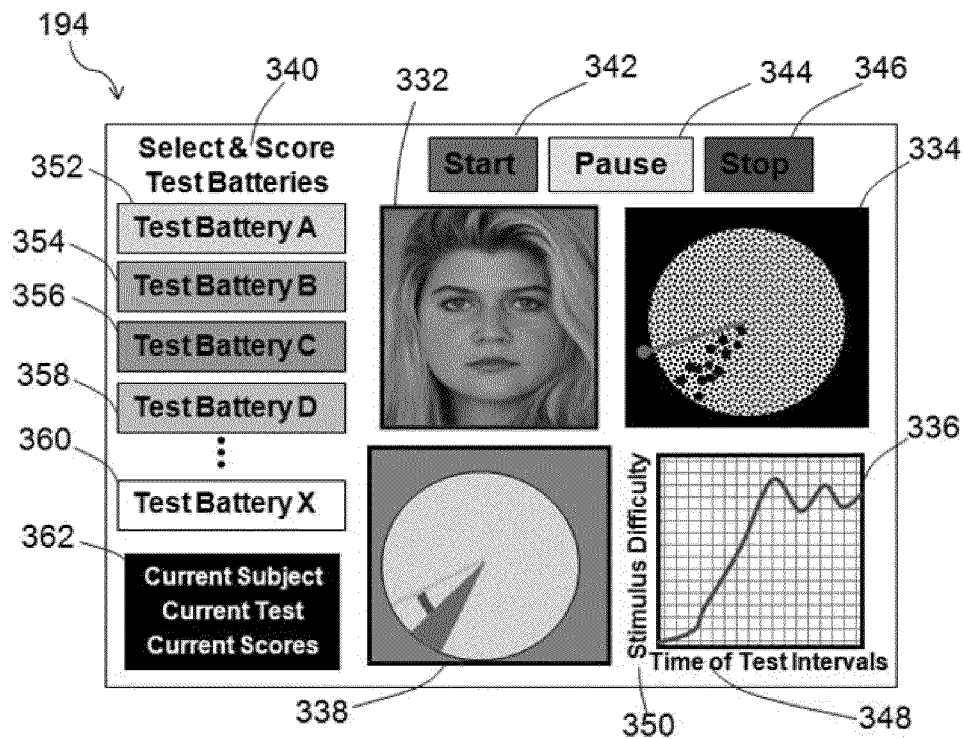 194
340
332
342
344
346
334
352
Select & Score
Test Batteries
Start
Pause
Stop
Test Battery A
354
Test Battery B
356
Test Battery C
358
Test Battery D
360
Test Battery X
336
362
Current Subject
Current Test
Current Scores
Stimulus Difficulty
Time of Test Intervals
338
350
348